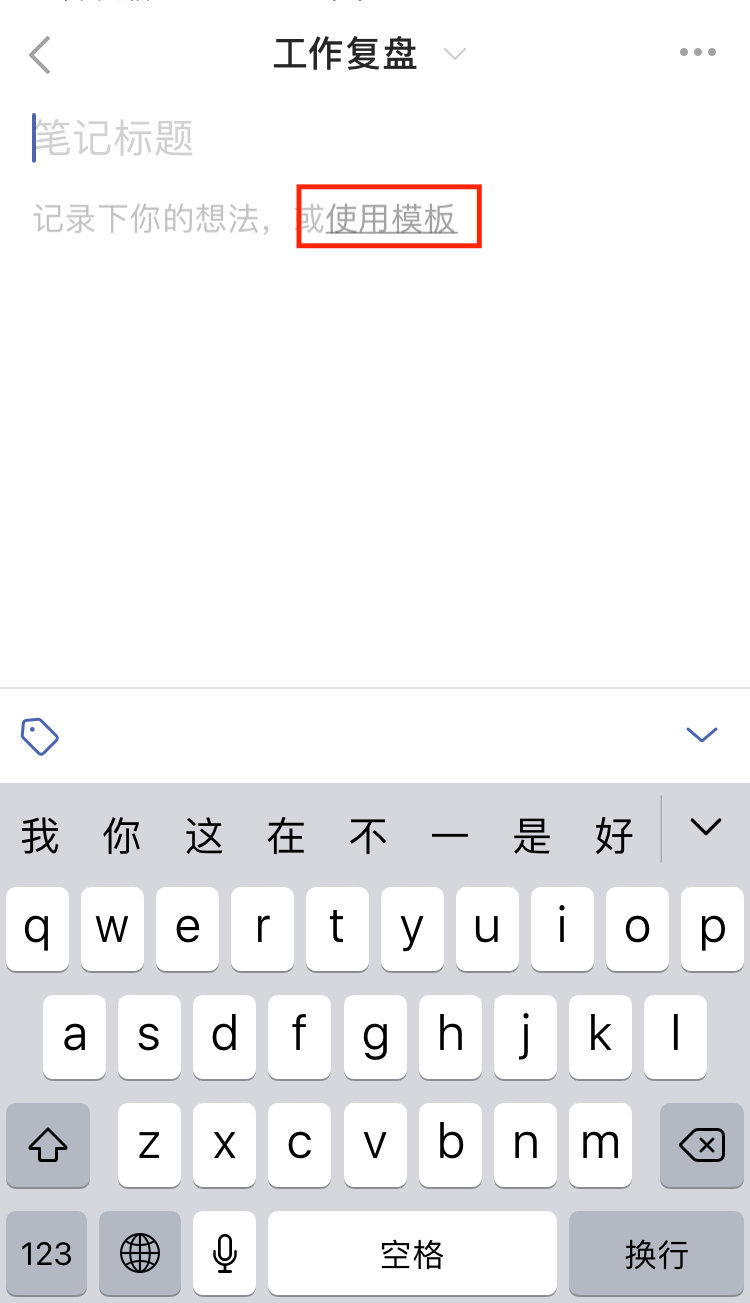 工作复盘
笔记标题
记录下你的想法，或使用模板
我 你 这 在 不 一 是 好
q w e r t y u i o p
a s d f g h j k l
z x c v b n m
123 空格 换行